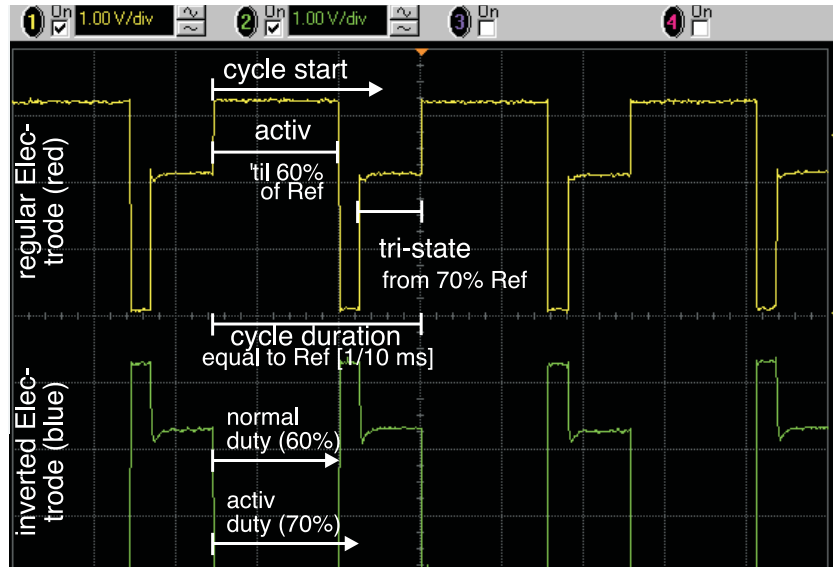 1 On 1.00 V/div 2 On 1.00 V/div 3 On 4 On
cycle start
activ
'til 60%
of Ref
regular Elec-
trode (red)
tri-state
from 70% Ref
cycle duration
equal to Ref [1/10 ms]
inverted Elec-
trode (blue)
normal
duty (60%)
activ
duty (70%)